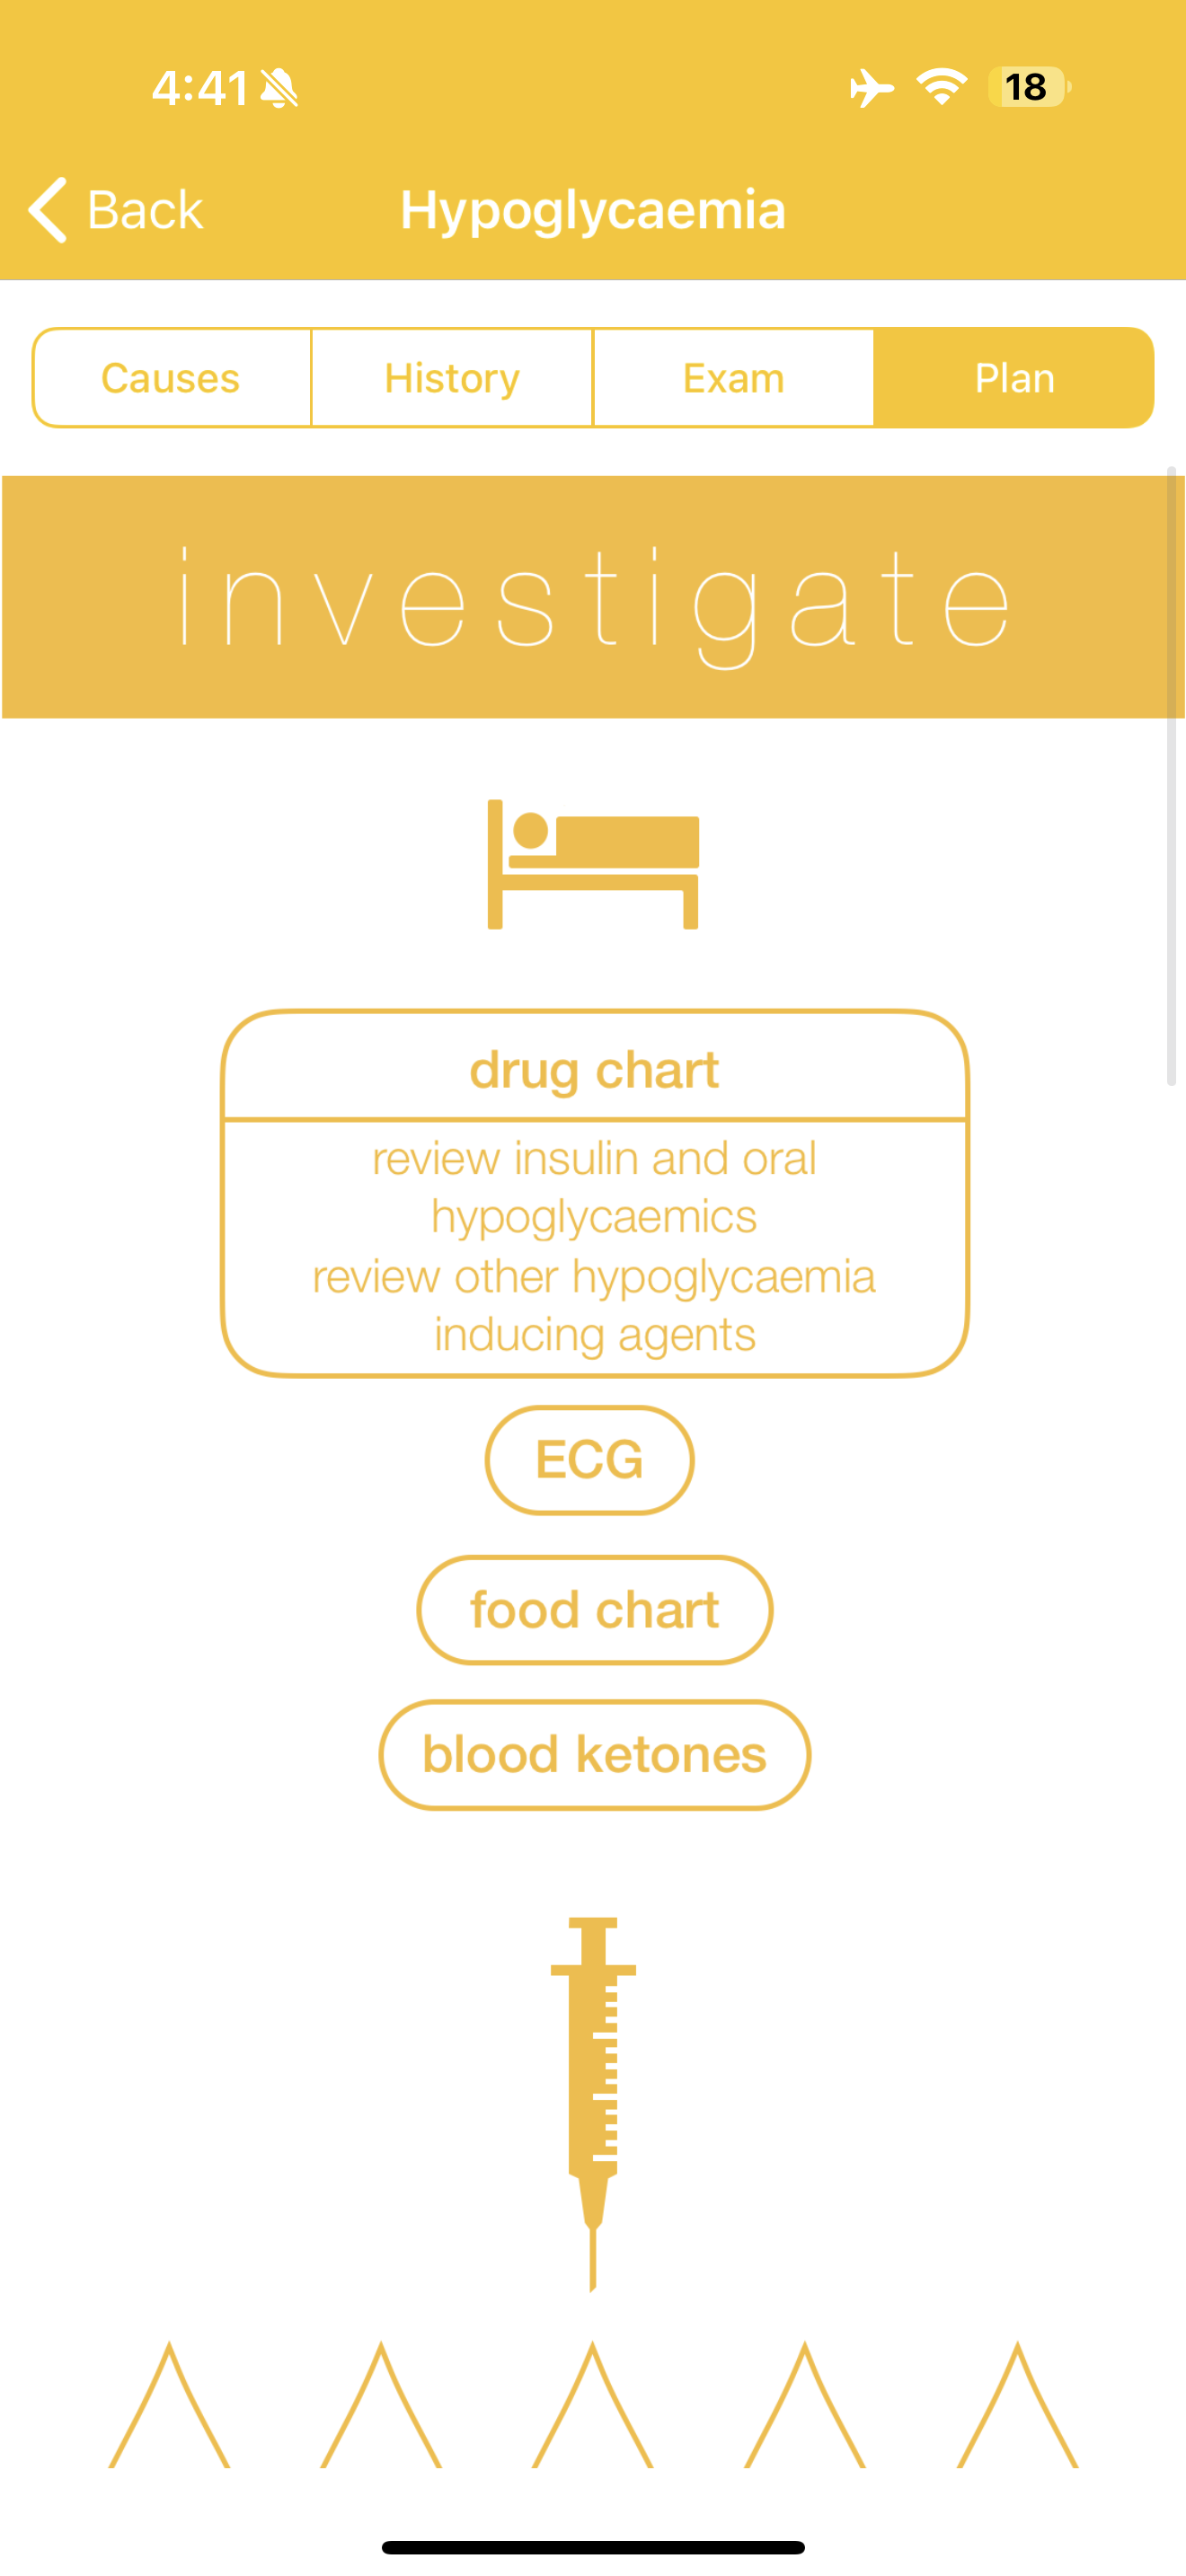 4:41
18
Back
Hypoglycaemia
Causes
History
Exam
Plan
investigate
drug chart
review insulin and oral
hypoglycaemics
review other hypoglycaemia
inducing agents
ECG
food chart
blood ketones